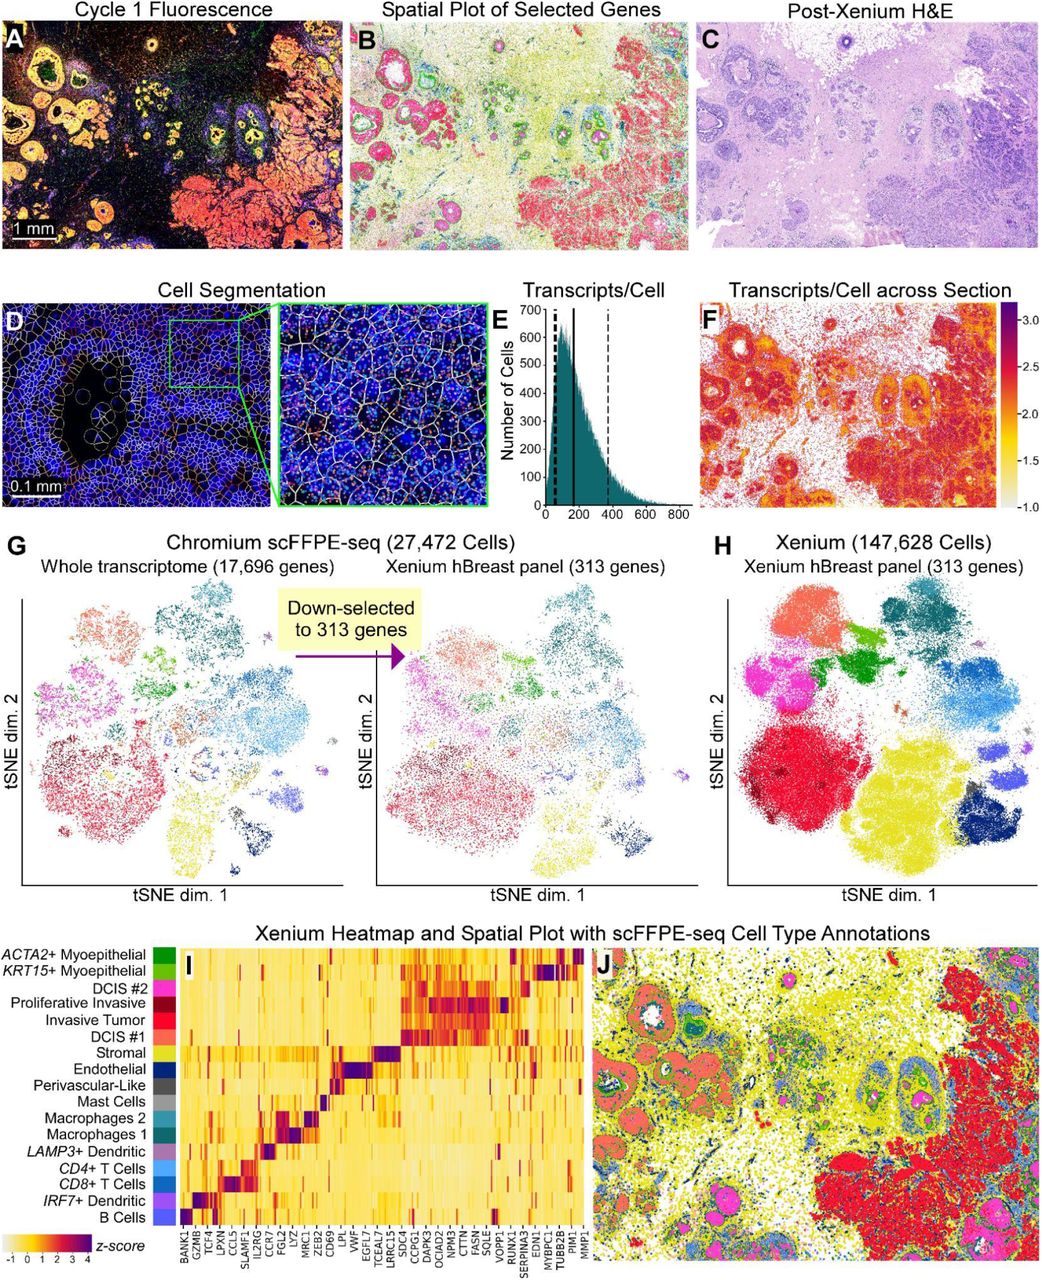 Cycle 1 Fluorescence
Spatial Plot of Selected Genes
Post-Xenium H&E
A
B
C
1 mm
Cell Segmentation
Transcripts/Cell
Transcripts/Cell across Section
D
0.1 mm
E
Number of Cells
700
600
500
400
300
200
100
0
0 200 400 600 800
F
3.0
2.5
2.0
1.5
1.0
G
Chromium scFFPE-seq (27,472 Cells)
Whole transcriptome (17,696 genes)
Xenium hBreast panel (313 genes)
Down-selected
to 313 genes
tSNE dim. 2
tSNE dim. 1
tSNE dim. 2
tSNE dim. 1
H
Xenium (147,628 Cells)
Xenium hBreast panel (313 genes)
tSNE dim. 2
tSNE dim. 1
Xenium Heatmap and Spatial Plot with scFFPE-seq Cell Type Annotations
I
J
ACTA2+ Myoepithelial
KRT15+ Myoepithelial
DCIS #2
Proliferative Invasive
Invasive Tumor
DCIS #1
Stromal
Endothelial
Perivascular-Like
Mast Cells
Macrophages 2
Macrophages 1
LAMP3+ Dendritic
CD4+ T Cells
CD8+ T Cells
IRF7+ Dendritic
B Cells
-1 0 1 2 3 4
z-score
BANK1
GZMB
TCF4
LPXN
CCL5
SLAMF1
IL2RG
CCR7
FGL2
LYZ
MRC1
ZEB2
CD69
LPL
VWF
EGFL7
TCEAL7
LRRC15
SDC4
CCPG1
DAPK3
OCIAD2
NPM3
CTTN
FASN
SQLE
VOPP1
RUNX1
SERPINA3
EDN1
MYBPC1
TUBB2B
PIM1
MMP1